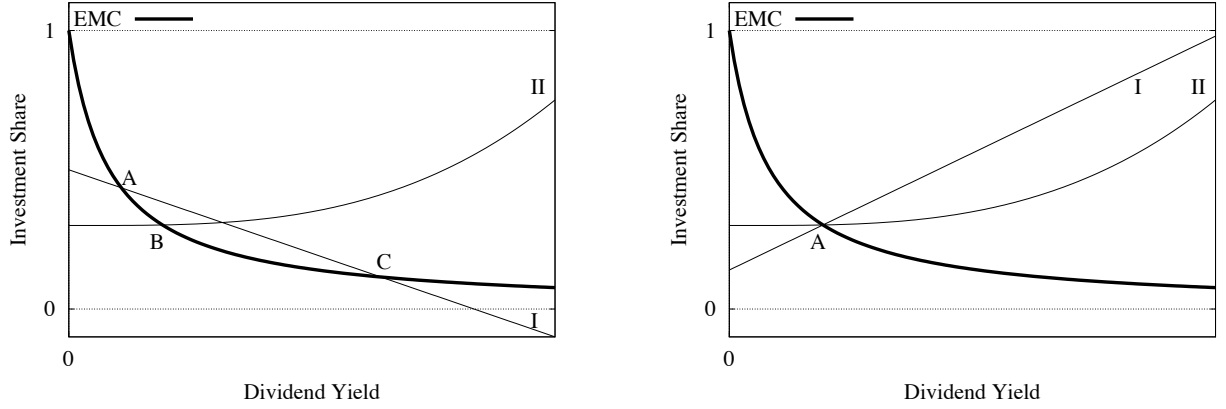 EMC
1
II
A
B
C
I
0
0
Investment Share
Dividend Yield
EMC
1
I
II
A
0
0
Investment Share
Dividend Yield